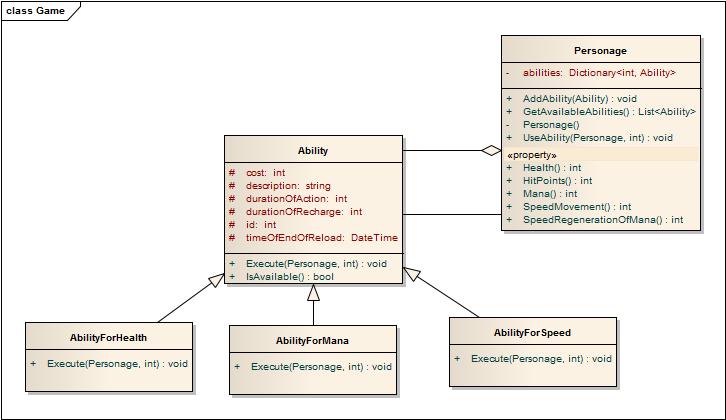 class Game
Personage
- abilities: Dictionary<int, Ability>
+ AddAbility(Ability) : void
+ GetAvailableAbilities() : List<Ability>
- Personage()
+ UseAbility(Personage, int) : void
«property»
+ Health() : int
+ HitPoints() : int
+ Mana() : int
+ SpeedMovement() : int
+ SpeedRegenerationOfMana() : int
Ability
# cost: int
# description: string
# durationOfAction: int
# durationOfRecharge: int
# id: int
# timeOfEndOfReload: DateTime
+ Execute(Personage, int) : void
+ IsAvailable() : bool
AbilityForHealth
+ Execute(Personage, int) : void
AbilityForMana
+ Execute(Personage, int) : void
AbilityForSpeed
+ Execute(Personage, int) : void